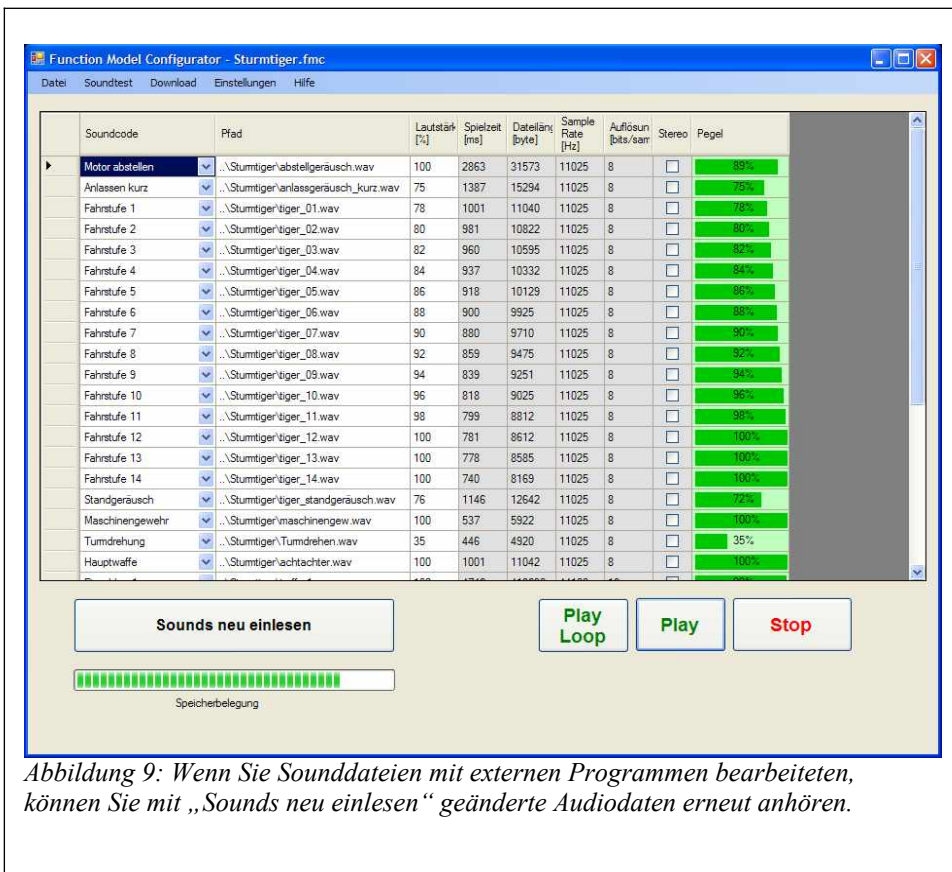 Function Model Configurator - Sturmtiger.fmc
Datei Soundtest Download Einstellungen Hilfe
Soundcode Pfad Lautstärk [%] Spielzeit [ms] Dateiläng [byte] Sample Rate [Hz] Auflösun [bits/sam Stereo Pegel
Motor abstellen ..\Sturmtiger\abstellgeräusch.wav 100 2863 31573 11025 8 89%
Anlassen kurz ..\Sturmtiger\anlassgeräusch_kurz.wav 75 1387 15294 11025 8 75%
Fahrstufe 1 ..\Sturmtiger\tiger_01.wav 78 1001 11040 11025 8 78%
Fahrstufe 2 ..\Sturmtiger\tiger_02.wav 80 981 10822 11025 8 80%
Fahrstufe 3 ..\Sturmtiger\tiger_03.wav 82 960 10595 11025 8 82%
Fahrstufe 4 ..\Sturmtiger\tiger_04.wav 84 937 10332 11025 8 84%
Fahrstufe 5 ..\Sturmtiger\tiger_05.wav 86 918 10129 11025 8 86%
Fahrstufe 6 ..\Sturmtiger\tiger_06.wav 88 900 9925 11025 8 88%
Fahrstufe 7 ..\Sturmtiger\tiger_07.wav 90 880 9710 11025 8 90%
Fahrstufe 8 ..\Sturmtiger\tiger_08.wav 92 859 9475 11025 8 92%
Fahrstufe 9 ..\Sturmtiger\tiger_09.wav 94 839 9251 11025 8 94%
Fahrstufe 10 ..\Sturmtiger\tiger_10.wav 96 818 9025 11025 8 96%
Fahrstufe 11 ..\Sturmtiger\tiger_11.wav 98 799 8812 11025 8 98%
Fahrstufe 12 ..\Sturmtiger\tiger_12.wav 100 781 8612 11025 8 100%
Fahrstufe 13 ..\Sturmtiger\tiger_13.wav 100 778 8585 11025 8 100%
Fahrstufe 14 ..\Sturmtiger\tiger_14.wav 100 740 8169 11025 8 100%
Standgeräusch ..\Sturmtiger\tiger_standgeräusch.wav 76 1146 12642 11025 8 72%
Maschinengewehr ..\Sturmtiger\maschinengew.wav 100 537 5922 11025 8 100%
Turmdrehung ..\Sturmtiger\Turmdrehen.wav 35 446 4920 11025 8 35%
Hauptwaffe ..\Sturmtiger\achtachter.wav 100 1001 11042 11025 8 100%
Sounds neu einlesen
Play Loop
Play
Stop
Speicherbelegung
Abbildung 9: Wenn Sie Sounddateien mit externen Programmen bearbeiteten,
können Sie mit „Sounds neu einlesen“ geänderte Audiodaten erneut anhören.